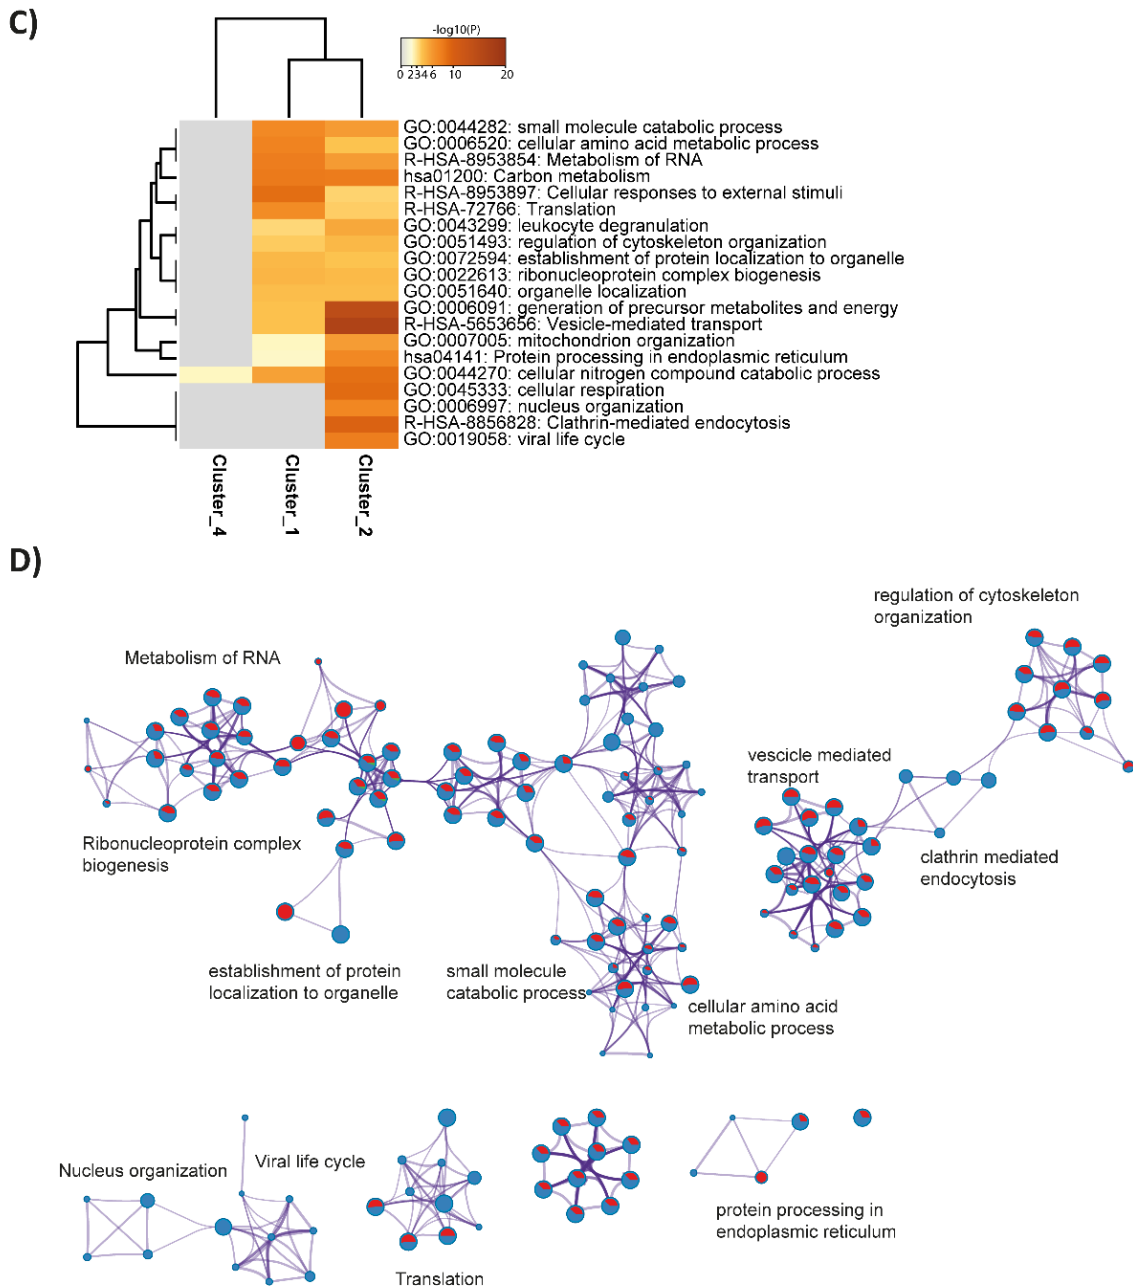 C)
-log10(P)
0 2 3 4 6 10 20
GO:0044282: small molecule catabolic process
GO:0006520: cellular amino acid metabolic process
R-HSA-8953854: Metabolism of RNA
hsa01200: Carbon metabolism
R-HSA-8953897: Cellular responses to external stimuli
R-HSA-72766: Translation
GO:0043299: leukocyte degranulation
GO:0051493: regulation of cytoskeleton organization
GO:0072594: establishment of protein localization to organelle
GO:0022613: ribonucleoprotein complex biogenesis
GO:0051640: organelle localization
GO:0006091: generation of precursor metabolites and energy
R-HSA-5653656: Vesicle-mediated transport
GO:0007005: mitochondrion organization
hsa04141: Protein processing in endoplasmic reticulum
GO:0044270: cellular nitrogen compound catabolic process
GO:0045333: cellular respiration
GO:0006997: nucleus organization
R-HSA-8856828: Clathrin-mediated endocytosis
GO:0019058: viral life cycle
Cluster_4
Cluster_1
Cluster_2
D)
regulation of cytoskeleton
organization
Metabolism of RNA
vescicle mediated
transport
Ribonucleoprotein complex
biogenesis
clathrin mediated
endocytosis
establishment of protein
localization to organelle
small molecule
catabolic process
cellular amino acid
metabolic process
Nucleus organization
Viral life cycle
protein processing in
endoplasmic reticulum
Translation